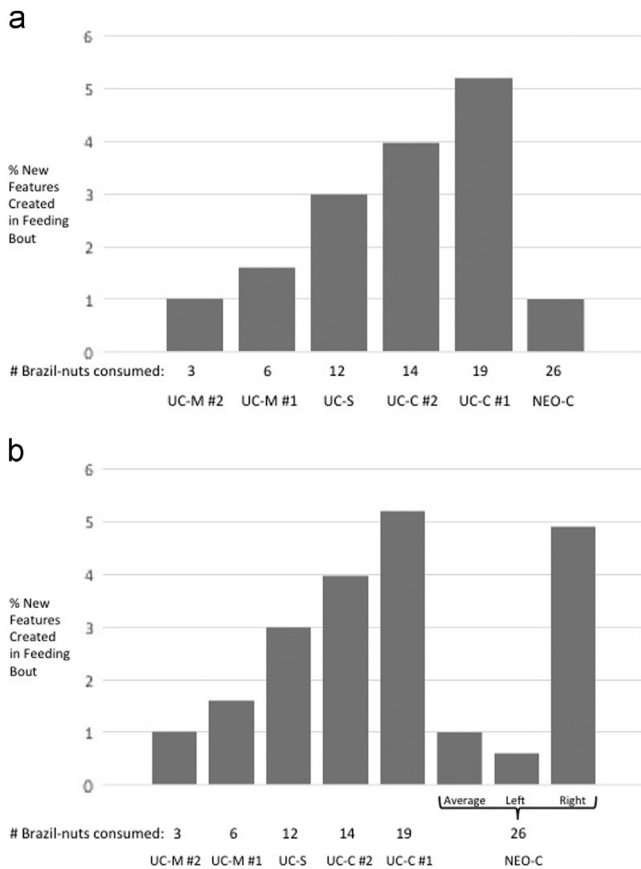 a
6
5
4
3
2
1
0
% New
Features
Created
in Feeding
Bout
# Brazil-nuts consumed: 3 6 12 14 19 26
UC-M #2 UC-M #1 UC-S UC-C #2 UC-C #1 NEO-C
b
6
5
4
3
2
1
0
% New
Features
Created
in Feeding
Bout
Average Left Right
# Brazil-nuts consumed: 3 6 12 14 19 26
UC-M #2 UC-M #1 UC-S UC-C #2 UC-C #1 NEO-C